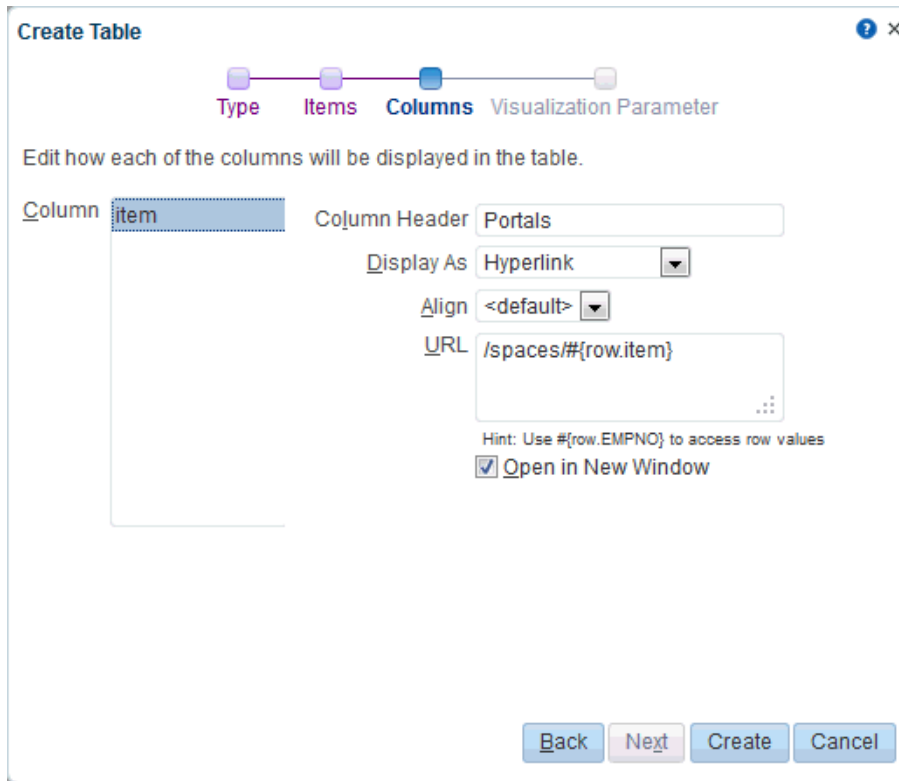 Create Table
Type Items Columns Visualization Parameter
Edit how each of the columns will be displayed in the table.
Column item
Column Header Portals
Display As Hyperlink
Align <default>
URL /spaces/#{row.item}
Hint: Use #{row.EMPNO} to access row values
Open in New Window
Back Next Create Cancel